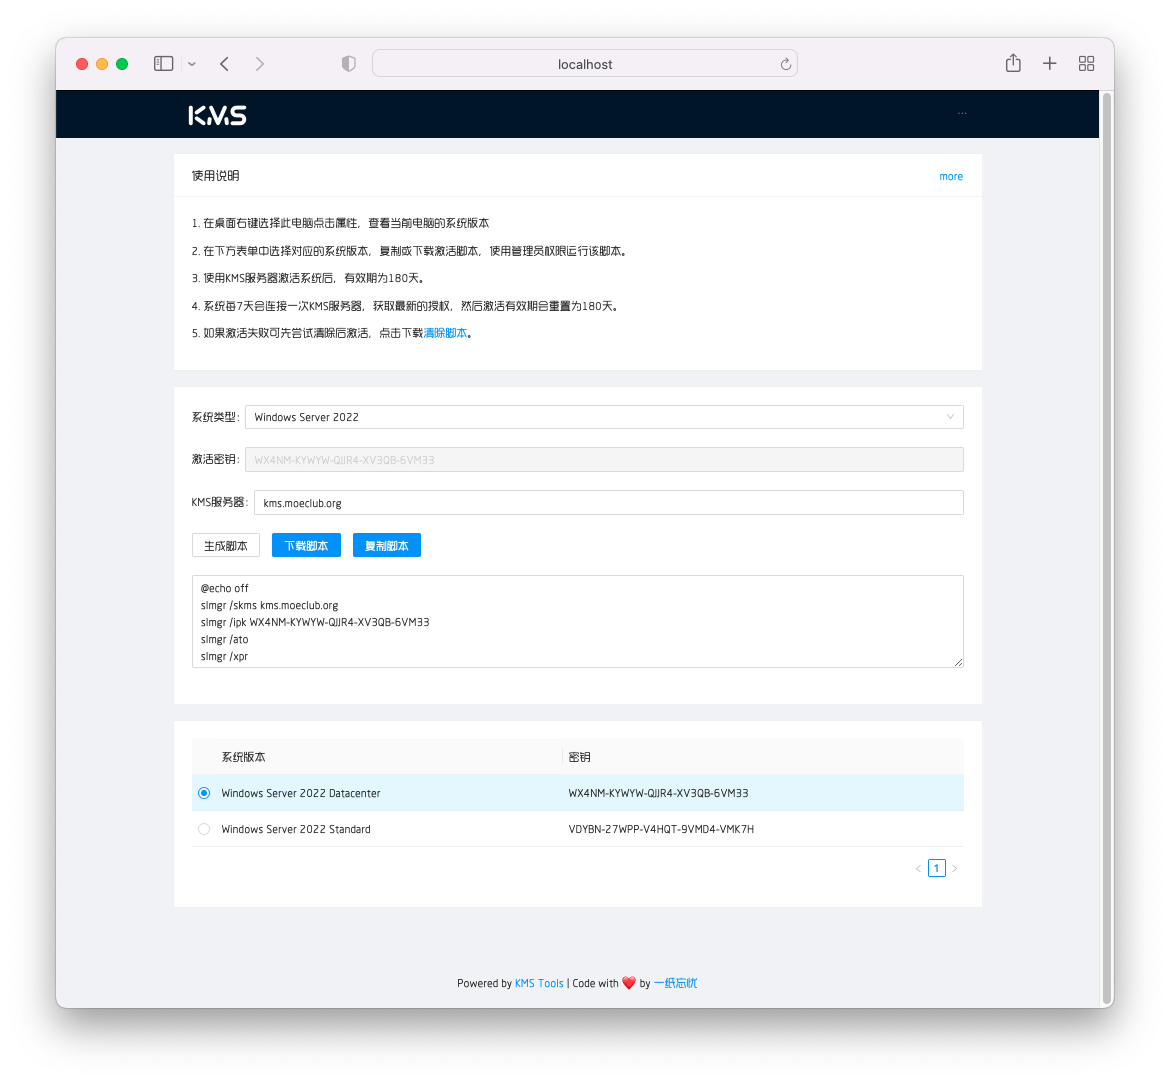 localhost
KMS
...
使用说明
more
1. 在桌面右键选择此电脑点击属性，查看当前电脑的系统版本
2. 在下方表单中选择对应的系统版本，复制或下载激活脚本，使用管理员权限运行该脚本。
3. 使用KMS服务器激活系统后，有效期为180天。
4. 系统每7天会连接一次KMS服务器，获取最新的授权，然后激活有效期会重置为180天。
5. 如果激活失败可先尝试清除后激活，点击下载清除脚本。
系统类型: Windows Server 2022
激活密钥: WX4NM-KYWYW-QJJR4-XV3QB-6VM33
KMS服务器: kms.moeclub.org
生成脚本 下载脚本 复制脚本
@echo off
slmgr /skms kms.moeclub.org
slmgr /ipk WX4NM-KYWYW-QJJR4-XV3QB-6VM33
slmgr /ato
slmgr /xpr
系统版本 密钥
Windows Server 2022 Datacenter WX4NM-KYWYW-QJJR4-XV3QB-6VM33
Windows Server 2022 Standard VDYBN-27WPP-V4HQT-9VMD4-VMK7H
1
Powered by KMS Tools | Code with ❤️ by 一纸忘忧